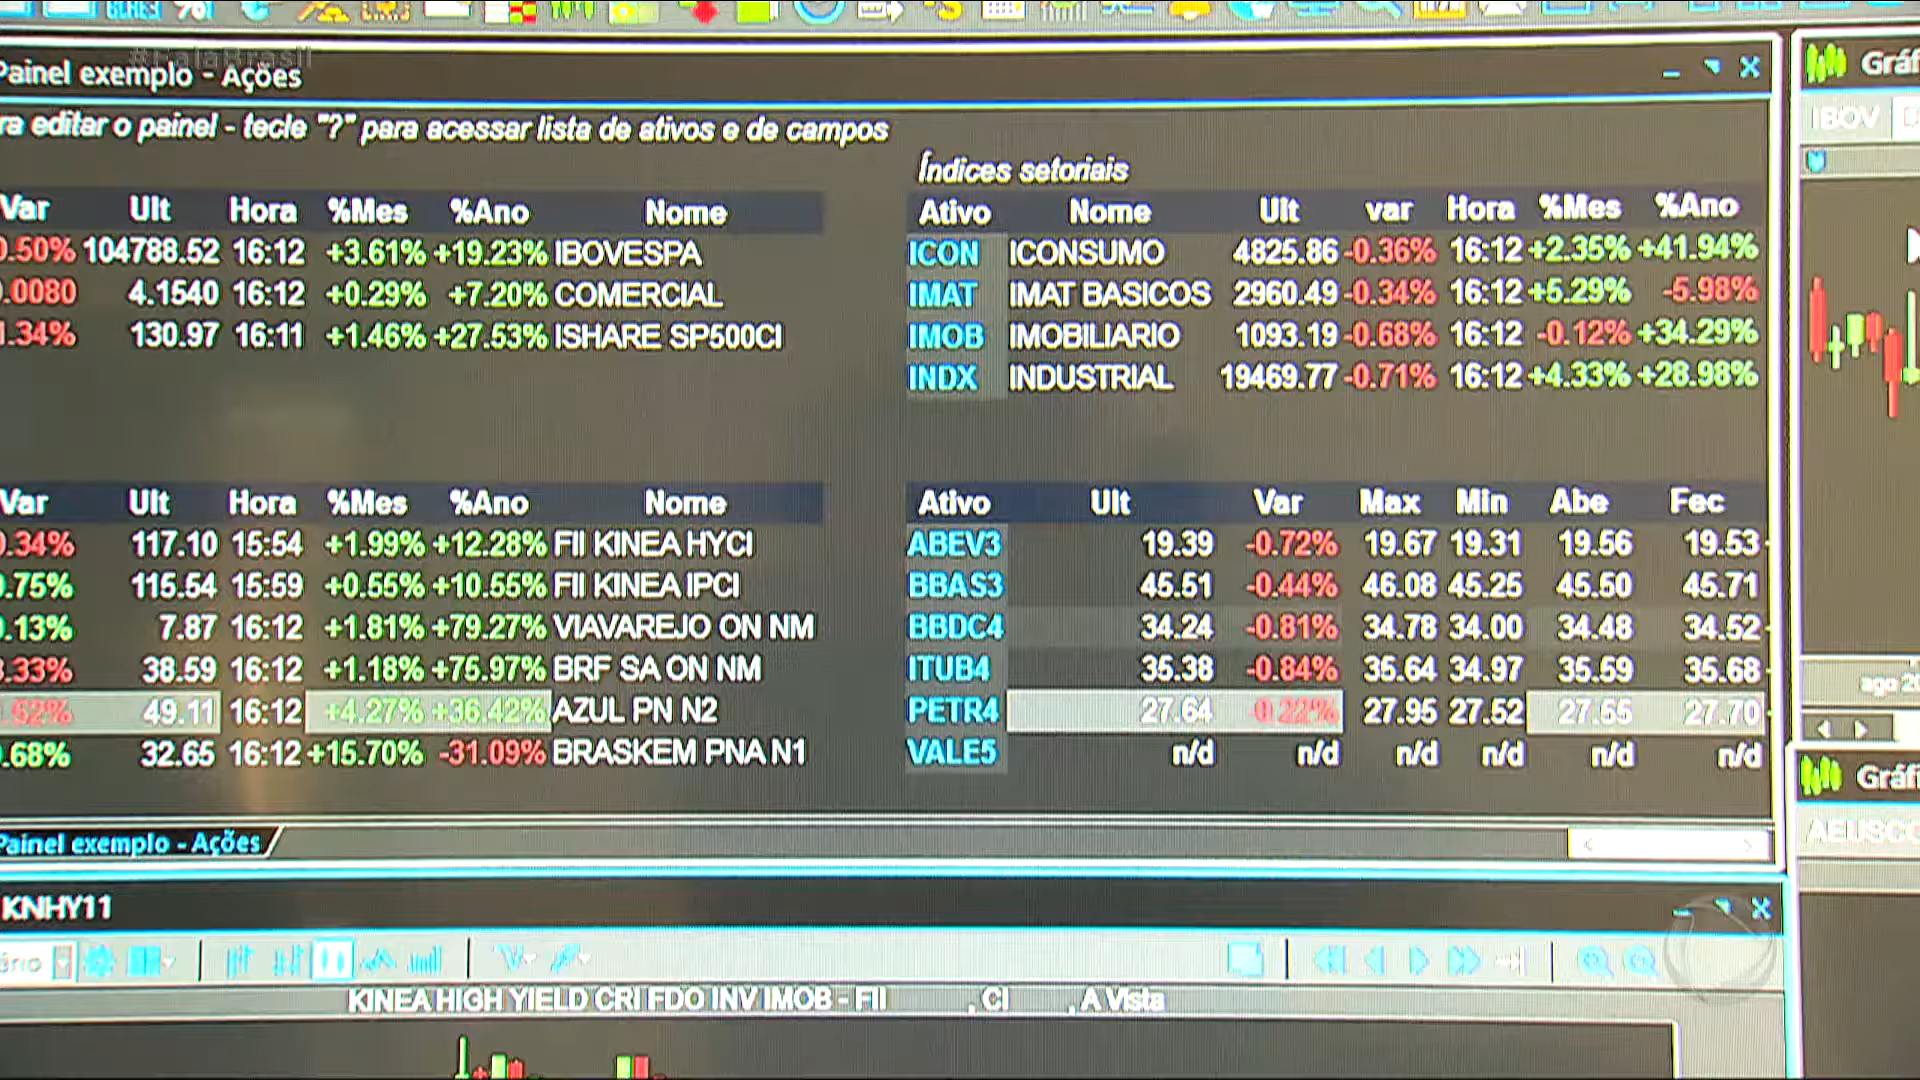 #FalaBrasil
Painel exemplo - Ações
ra editar o painel - tecle "?" para acessar lista de ativos e de campos
Var Ult Hora %Mes %Ano Nome
0.50% 104788.52 16:12 +3.61% +19.23% IBOVESPA
.0080 4.1540 16:12 +0.29% +7.20% COMERCIAL
.34% 130.97 16:11 +1.46% +27.53% ISHARE SP500CI
Índices setoriais
Ativo Nome Ult var Hora %Mes %Ano
ICON ICONSUMO 4825.86 -0.36% 16:12 +2.35% +41.94%
IMAT IMAT BASICOS 2960.49 -0.34% 16:12 +5.29% -5.98%
IMOB IMOBILIARIO 1093.19 -0.68% 16:12 -0.12% +34.29%
INDX INDUSTRIAL 19469.77 -0.71% 16:12 +4.33% +28.98%
Var Ult Hora %Mes %Ano Nome
.34% 117.10 15:54 +1.99% +12.28% FII KINEA HYCI
.75% 115.54 15:59 +0.55% +10.55% FII KINEA IPCI
.13% 7.87 16:12 +1.81% +79.27% VIAVAREJO ON NM
.33% 38.59 16:12 +1.18% +75.97% BRF SA ON NM
.52% 49.11 16:12 +4.27% +36.42% AZUL PN N2
.68% 32.65 16:12 +15.70% -31.09% BRASKEM PNA N1
Ativo Ult Var Max Min Abe Fec
ABEV3 19.39 -0.72% 19.67 19.31 19.56 19.53
BBAS3 45.51 -0.44% 46.08 45.25 45.50 45.71
BBDC4 34.24 -0.81% 34.78 34.00 34.48 34.52
ITUB4 35.38 -0.84% 35.64 34.97 35.59 35.68
PETR4 27.64 -0.22% 27.95 27.52 27.55 27.70
VALE5 n/d n/d n/d n/d n/d n/d
Painel exemplo - Ações
KNHY11
ário
KINEA HIGH YIELD CRI FDO INV IMOB - FII , CI , A Vista
Gráf
IBOV
ago 2
Gráfi
AEUSCO